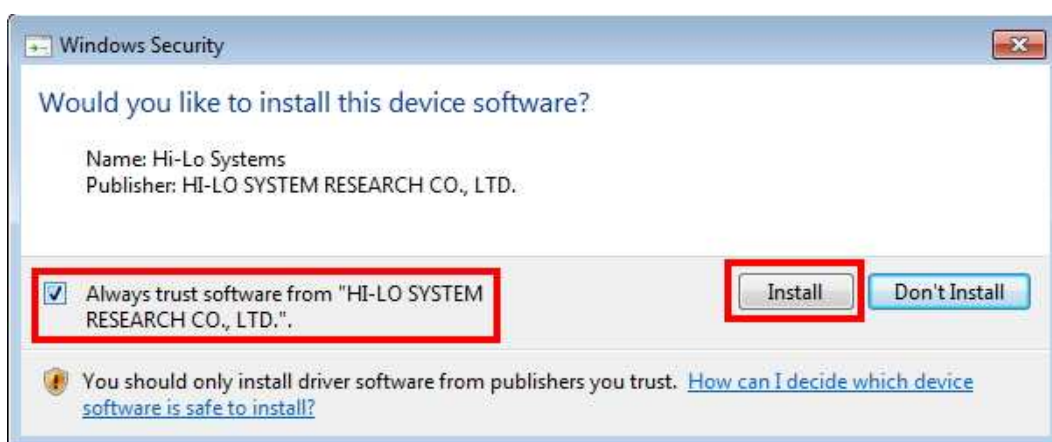 Windows Security
Would you like to install this device software?
Name: Hi-Lo Systems
Publisher: HI-LO SYSTEM RESEARCH CO., LTD.
Always trust software from "HI-LO SYSTEM
RESEARCH CO., LTD.".
Install
Don't Install
You should only install driver software from publishers you trust. How can I decide which device
software is safe to install?